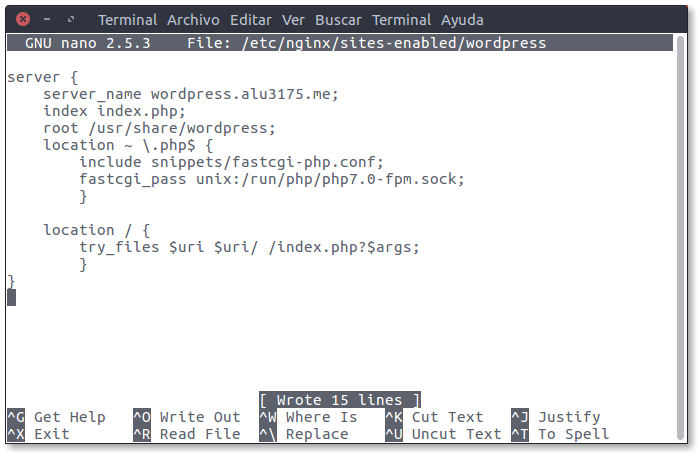 Terminal Archivo Editar Ver Buscar Terminal Ayuda
GNU nano 2.5.3 File: /etc/nginx/sites-enabled/wordpress
server {
    server_name wordpress.alu3175.me;
    index index.php;
    root /usr/share/wordpress;
    location ~ \.php$ {
        include snippets/fastcgi-php.conf;
        fastcgi_pass unix:/run/php/php7.0-fpm.sock;
        }
    location / {
        try_files $uri $uri/ /index.php?$args;
        }
}
[ Wrote 15 lines ]
^G Get Help ^O Write Out ^W Where Is ^K Cut Text ^J Justify
^X Exit ^R Read File ^\ Replace ^U Uncut Text ^T To Spell